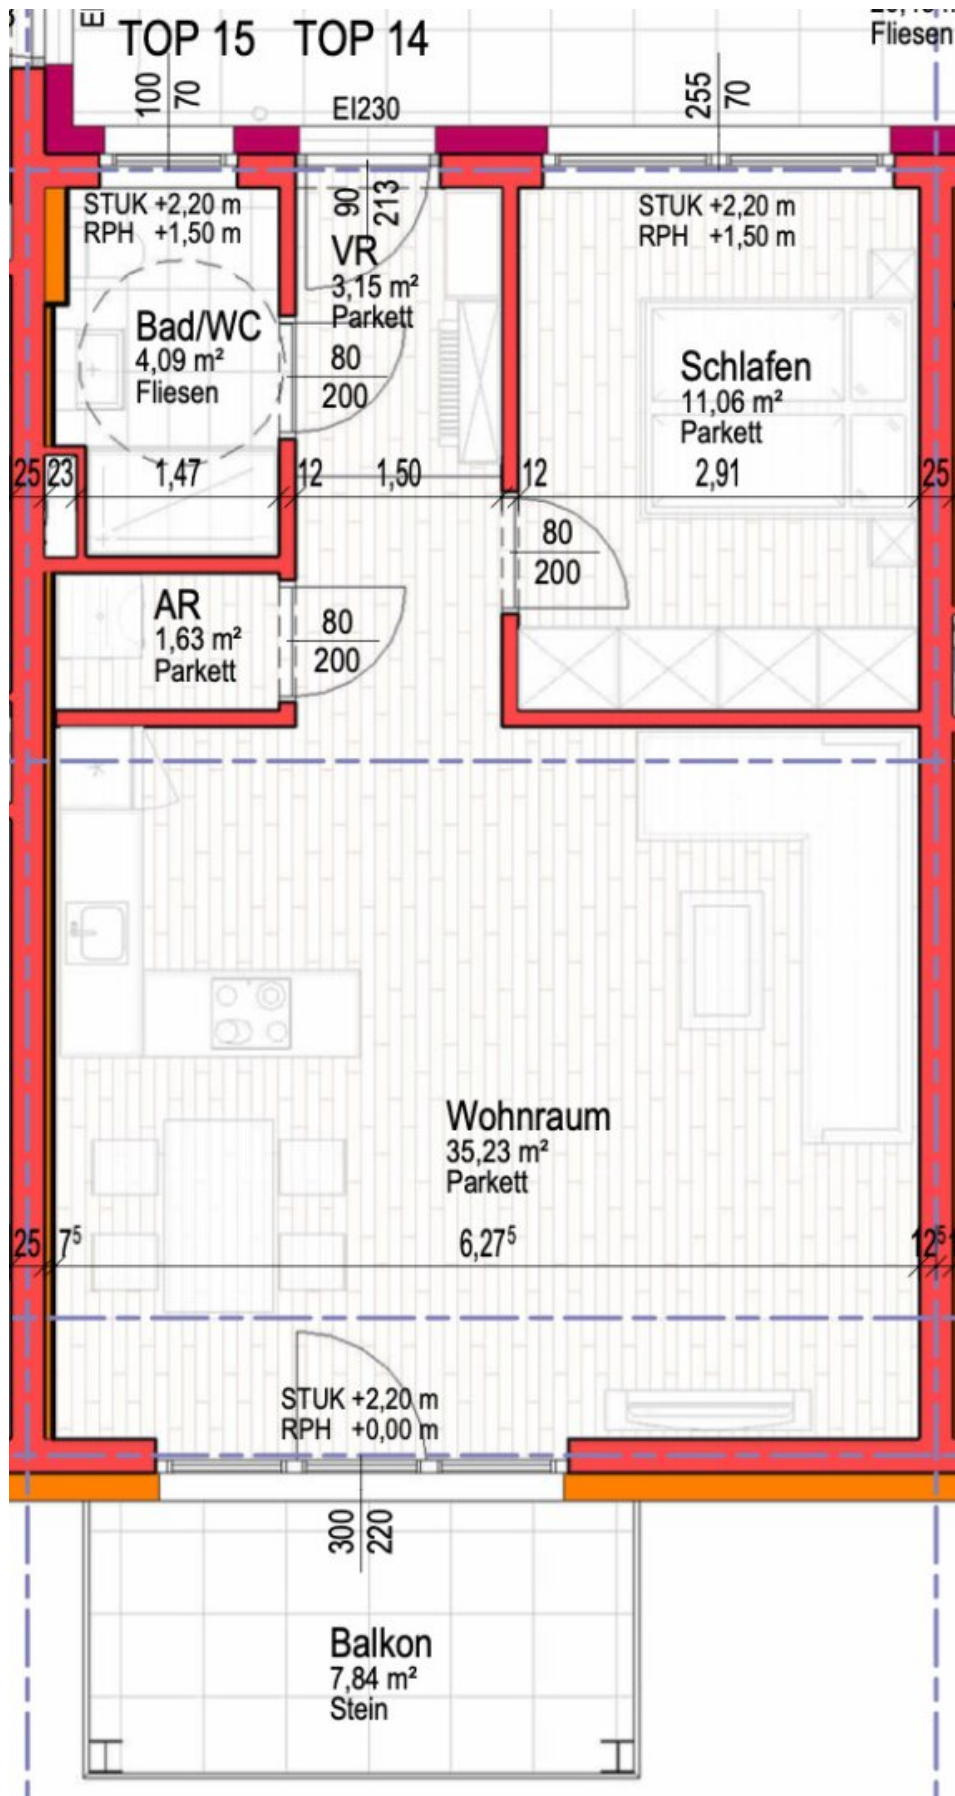 TOP 15 TOP 14
Fliesen
100
70
EI230
255
70
STUK +2,20 m
RPH +1,50 m
90
213
VR
3,15 m²
Parkett
STUK +2,20 m
RPH +1,50 m
Bad/WC
4,09 m²
Fliesen
80
200
Schlafen
11,06 m²
Parkett
25 23 1,47 12 1,50 12 2,91 25
80
200
AR
1,63 m²
Parkett
80
200
Wohnraum
35,23 m²
Parkett
25 7⁵ 6,27⁵ 12⁵
STUK +2,20 m
RPH +0,00 m
300
220
Balkon
7,84 m²
Stein